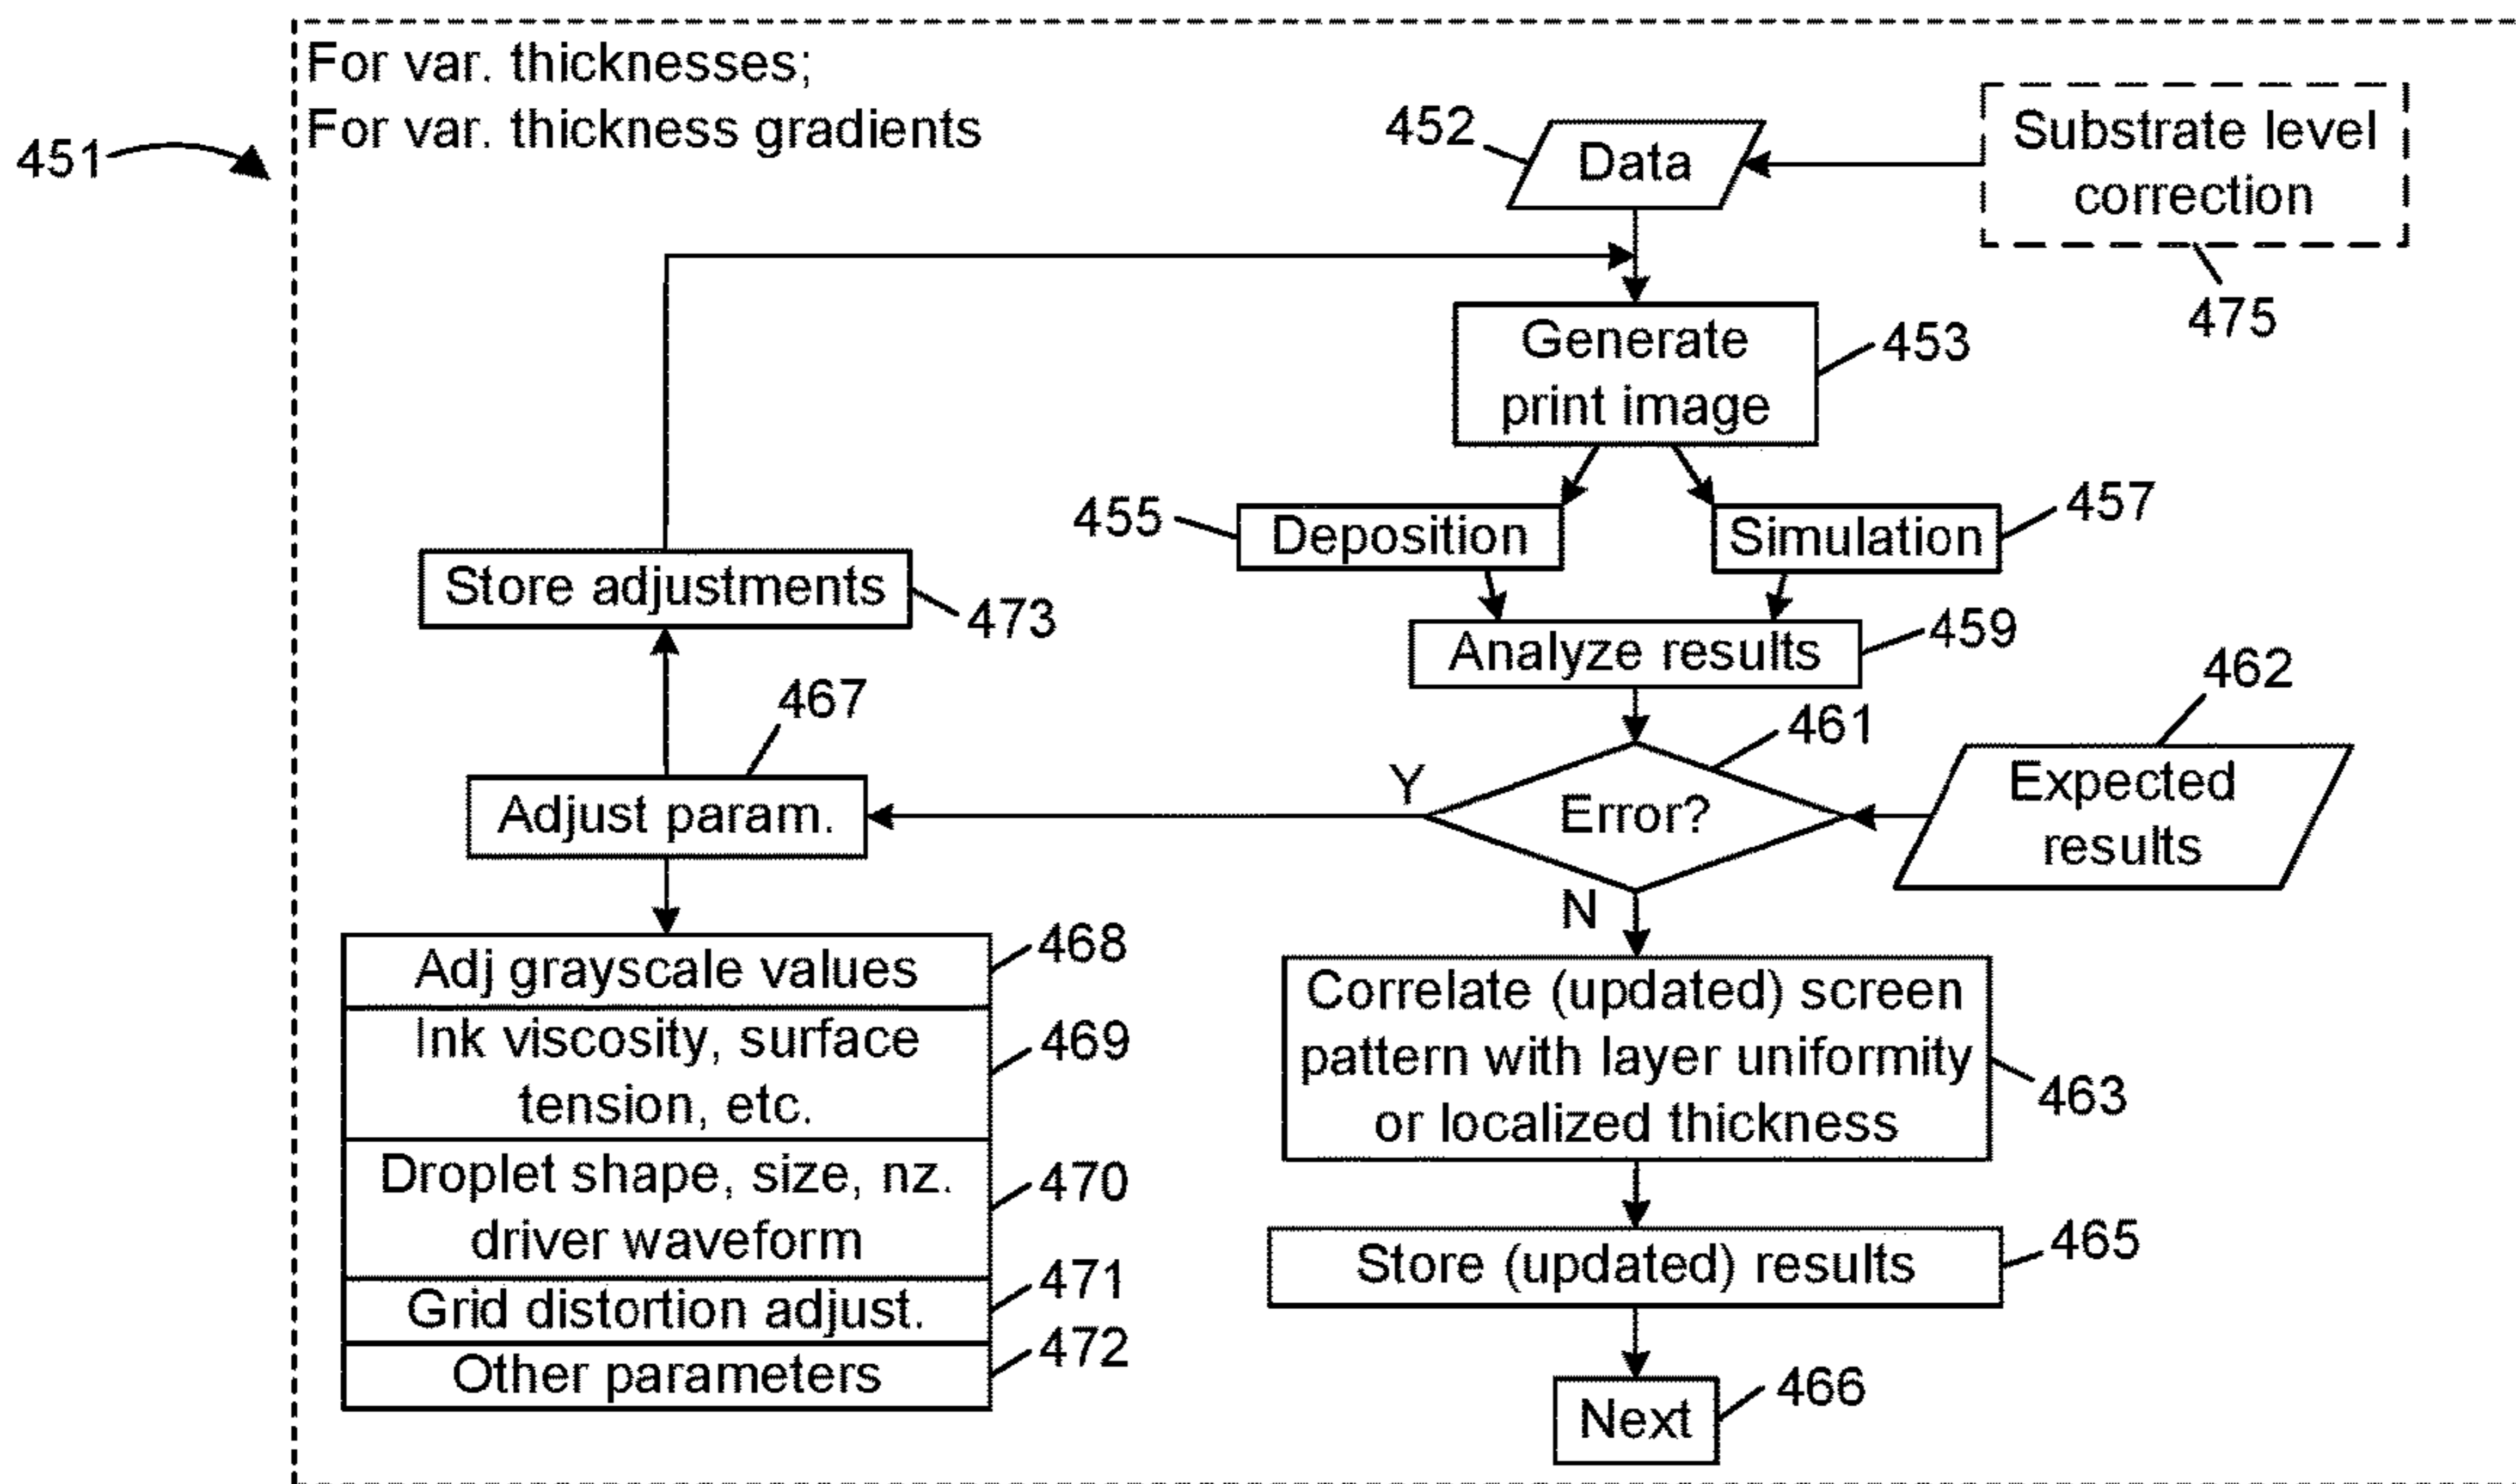 For var. thicknesses;
For var. thickness gradients
451
452
Data
Substrate level
correction
475
Generate
print image
453
455
Deposition
Simulation
457
Store adjustments
473
Analyze results
459
467
461
462
Adjust param.
Y
Error?
Expected
results
N
Adj grayscale values
468
Ink viscosity, surface
tension, etc.
469
Droplet shape, size, nz.
driver waveform
470
Grid distortion adjust.
471
Other parameters
472
Correlate (updated) screen
pattern with layer uniformity
or localized thickness
463
Store (updated) results
465
Next
466